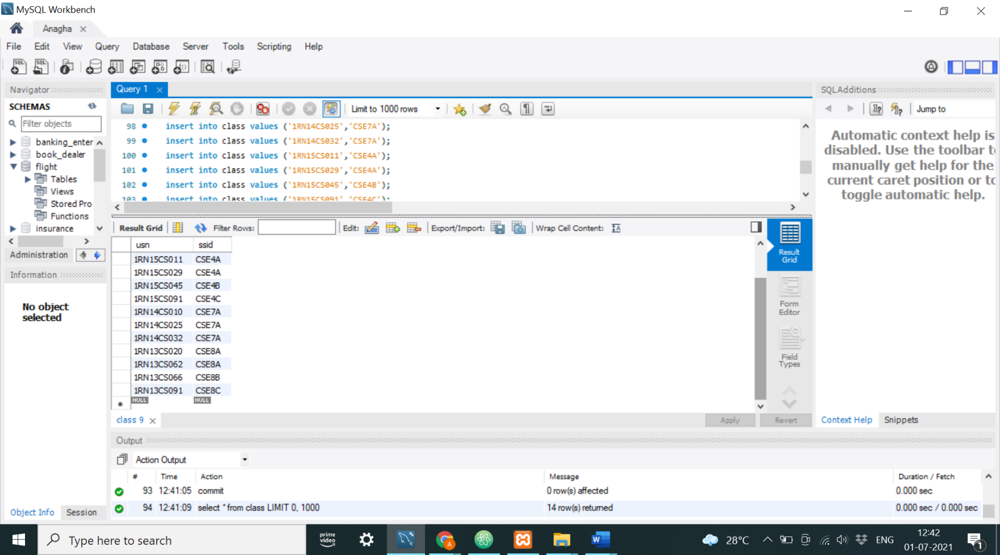 MySQL Workbench
Anagha
File Edit View Query Database Server Tools Scripting Help
Navigator
SCHEMAS
Filter objects
banking_enter
book_dealer
flight
Tables
Views
Stored Pro
Functions
insurance
Administration
Information
No object
selected
Object Info Session
Query 1
Limit to 1000 rows
98 insert into class values ('1RN14CS025','CSE7A');
99 insert into class values ('1RN14CS032','CSE7A');
100 insert into class values ('1RN15CS011','CSE4A');
101 insert into class values ('1RN15CS029','CSE4A');
102 insert into class values ('1RN15CS045','CSE4B');
103 insert into class values ('1RN15CS091','CSE4C');
Result Grid Filter Rows: Edit: Export/Import: Wrap Cell Content:
usn ssid
1RN15CS011 CSE4A
1RN15CS029 CSE4A
1RN15CS045 CSE4B
1RN15CS091 CSE4C
1RN14CS010 CSE7A
1RN14CS025 CSE7A
1RN14CS032 CSE7A
1RN13CS020 CSE8A
1RN13CS062 CSE8A
1RN13CS066 CSE8B
1RN13CS091 CSE8C
NULL NULL
Result
Grid
Form
Editor
Field
Types
class 9
Apply Revert
SQLAdditions
Jump to
Automatic context help is
disabled. Use the toolbar t
manually get help for the
current caret position or to
toggle automatic help.
Context Help Snippets
Output
Action Output
# Time Action Message Duration / Fetch
93 12:41:05 commit 0 row(s) affected 0.000 sec
94 12:41:09 select * from class LIMIT 0, 1000 14 row(s) returned 0.000 sec / 0.000 sec
Type here to search
prime
video
28°C
ENG
12:42
01-07-2021
1